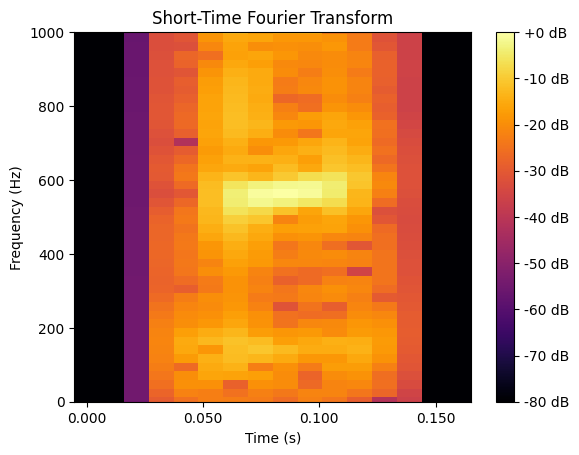 Short-Time Fourier Transform
1000
800
600
400
200
0
Frequency (Hz)
0.000
0.050
0.100
0.150
Time (s)
+0 dB
-10 dB
-20 dB
-30 dB
-40 dB
-50 dB
-60 dB
-70 dB
-80 dB